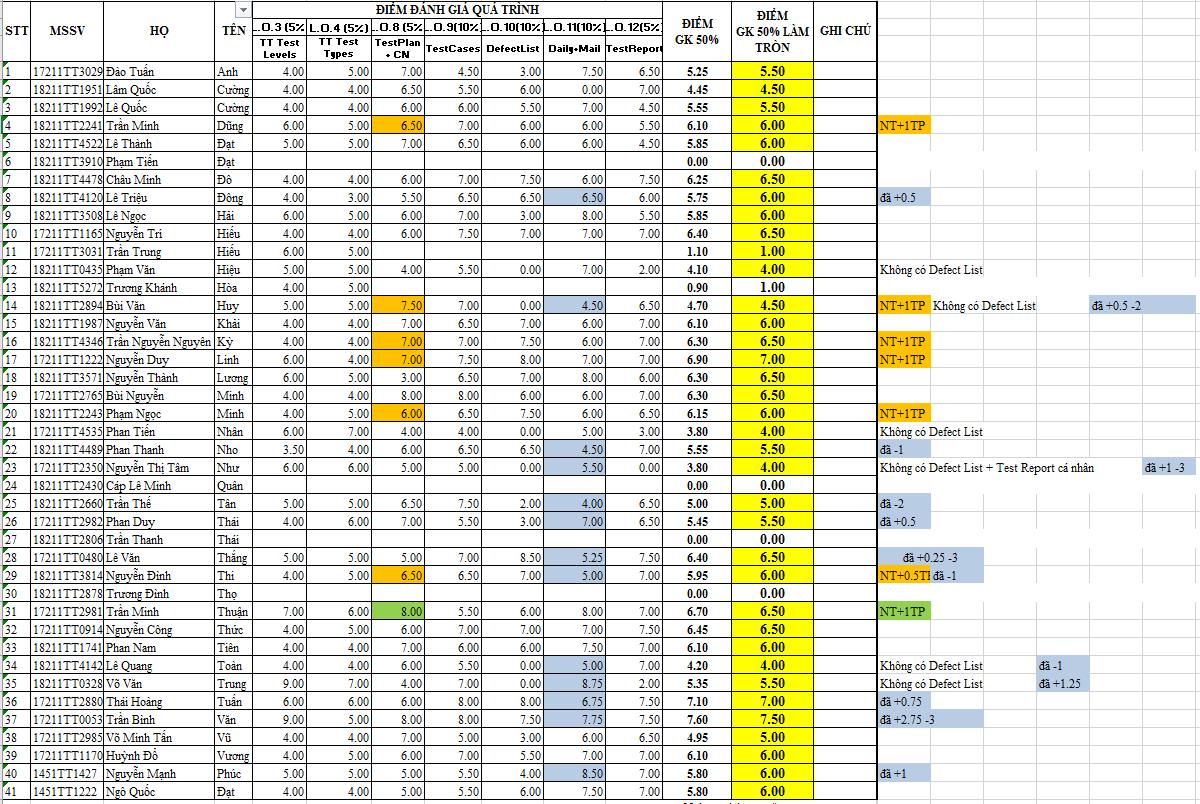 ĐIỂM ĐÁNH GIÁ QUÁ TRÌNH
STT MSSV HỌ TÊN L.O.3 (5% L.O.4 (5%) L.O.8 (5% L.O.9(10% L.O.10(10% L.O.11(10%) L.O.12(5% ĐIỂM GK 50% ĐIỂM GK 50% LÀM TRÒN GHI CHÚ
TT Test Levels TT Test Types TestPlan + CN TestCases DefectList Daily+Mail TestReport
1 17211TT3029 Đào Tuấn Anh 4.00 5.00 7.00 4.50 3.00 7.50 6.50 5.25 5.50
2 18211TT1951 Lâm Quốc Cường 4.00 4.00 6.50 5.50 6.00 0.00 7.00 4.45 4.50
3 18211TT1992 Lê Quốc Cường 4.00 4.00 6.00 6.00 5.50 7.00 4.50 5.55 5.50
4 18211TT2241 Trần Minh Dũng 6.00 5.00 6.50 7.00 6.00 6.00 5.50 6.10 6.00 NT+1TP
5 18211TT4522 Lê Thành Đạt 5.00 5.00 7.00 6.50 6.00 6.00 4.50 5.85 6.00
6 18211TT3910 Phạm Tiến Đạt 0.00 0.00
7 18211TT4478 Châu Minh Đô 4.00 4.00 6.00 7.00 7.50 6.00 7.50 6.25 6.50
8 18211TT4120 Lê Triệu Đông 4.00 3.00 5.50 6.50 6.50 6.50 6.00 5.75 6.00 đã +0.5
9 18211TT3508 Lê Ngọc Hải 6.00 5.00 6.00 7.00 3.00 8.00 5.50 5.85 6.00
10 17211TT1165 Nguyễn Trí Hiếu 4.00 4.00 6.00 7.50 7.00 7.00 7.00 6.40 6.50
11 17211TT3031 Trần Trung Hiếu 6.00 5.00 1.10 1.00
12 18211TT0435 Phạm Văn Hiệu 5.00 5.00 4.00 5.50 0.00 7.00 2.00 4.10 4.00 Không có Defect List
13 18211TT5272 Trương Khánh Hòa 4.00 5.00 0.90 1.00
14 18211TT2894 Bùi Văn Huy 5.00 5.00 7.50 7.00 0.00 4.50 6.50 4.70 4.50 NT+1TP Không có Defect List đã +0.5 -2
15 18211TT1987 Nguyễn Văn Khải 4.00 4.00 7.00 6.50 7.00 6.00 7.00 6.10 6.00
16 18211TT4346 Trần Nguyễn Nguyên Kỳ 4.00 4.00 7.00 7.00 7.50 6.00 6.50 6.30 6.50 NT+1TP
17 17211TT1222 Nguyễn Duy Linh 6.00 4.00 7.00 7.50 8.00 7.00 7.00 6.90 7.00 NT+1TP
18 18211TT3571 Nguyễn Thành Lương 6.00 5.00 3.00 6.50 7.00 8.00 6.00 6.30 6.50
19 17211TT2765 Bùi Nguyễn Minh 4.00 4.00 8.00 8.00 6.00 6.00 7.00 6.30 6.50
20 18211TT2243 Phạm Ngọc Minh 4.00 5.00 6.00 6.50 7.50 6.00 6.50 6.15 6.00 NT+1TP
21 17211TT4535 Phan Tiến Nhân 6.00 7.00 4.00 4.00 0.00 5.00 3.00 3.80 4.00 Không có Defect List
22 18211TT4489 Phan Thanh Nho 3.50 4.00 6.00 6.00 6.50 4.50 7.00 5.55 5.50 đã -1
23 17211TT2350 Nguyễn Thị Tâm Như 6.00 6.00 5.00 5.00 0.00 5.50 0.00 3.80 4.00 Không có Defect List + Test Report cá nhân đã +1 -3
24 18211TT2430 Cáp Lê Minh Quân 0.00 0.00
25 18211TT2660 Trần Thế Tân 5.00 5.00 6.50 7.50 2.00 4.00 6.50 5.00 5.00 đã -2
26 17211TT2982 Phan Duy Thái 4.00 6.00 7.00 5.50 3.00 7.00 6.50 5.45 5.50 đã +0.5
27 18211TT2806 Trần Thanh Thái 0.00 0.00
28 17211TT0480 Lê Văn Thắng 5.00 5.00 5.00 7.00 8.50 5.25 7.50 6.40 6.50 đã +0.25 -3
29 18211TT3814 Nguyễn Đình Thi 4.00 5.00 6.50 6.50 7.00 5.00 7.00 5.95 6.00 NT+0.5T đã -1
30 18211TT2878 Trương Đình Thọ 0.00 0.00
31 17211TT2981 Trần Minh Thuận 7.00 6.00 8.00 5.50 6.00 8.00 7.00 6.70 6.50 NT+1TP
32 17211TT0914 Nguyễn Công Thức 4.00 5.00 6.00 7.00 7.00 7.00 7.50 6.45 6.50
33 18211TT1741 Phan Nam Tiên 4.00 4.00 7.00 6.00 6.00 7.50 7.00 6.10 6.00
34 18211TT4142 Lê Quang Toàn 4.00 4.00 6.00 5.50 0.00 5.00 7.00 4.20 4.00 Không có Defect List đã -1
35 18211TT0328 Võ Văn Trung 9.00 7.00 4.00 7.00 0.00 8.75 2.00 5.35 5.50 Không có Defect List đã +1.25
36 17211TT2880 Thái Hoàng Tuấn 6.00 6.00 6.00 8.00 8.00 6.75 7.50 7.10 7.00 đã +0.75
37 17211TT0053 Trần Bình Văn 9.00 5.00 8.00 8.00 7.50 7.75 7.50 7.60 7.50 đã +2.75 -3
38 17211TT2985 Võ Minh Tấn Vũ 4.00 4.00 7.00 5.00 3.00 6.00 6.50 4.95 5.00
39 17211TT1170 Huỳnh Đổ Vương 4.00 5.00 6.00 7.00 5.50 7.00 7.00 6.10 6.00
40 1451TT1427 Nguyễn Mạnh Phúc 5.00 5.00 5.00 5.50 4.00 8.50 7.00 5.80 6.00 đã +1
41 1451TT1222 Ngô Quốc Đạt 4.00 4.00 5.00 5.50 6.00 7.50 7.00 5.80 6.00